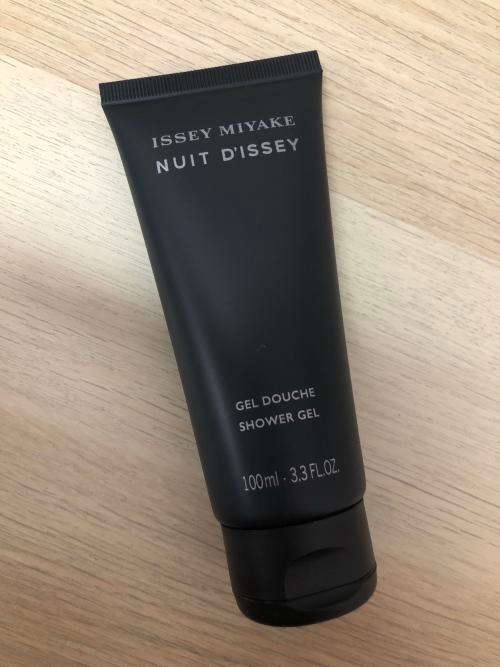 ISSEY MIYAKE
NUIT D'ISSEY
GEL DOUCHE
SHOWER GEL
100ml - 3.3 FL.OZ.